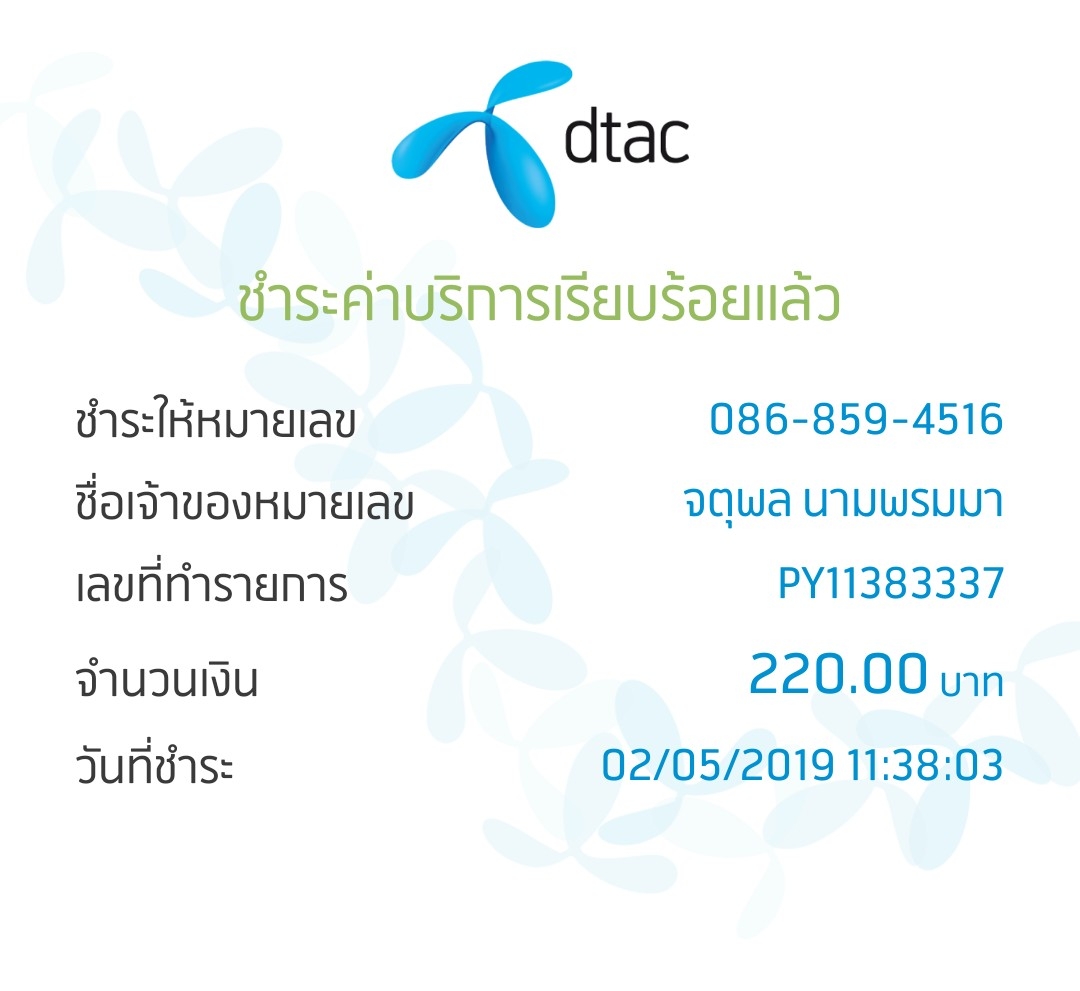 dtac
ชำระค่าบริการเรียบร้อยแล้ว
ชำระให้หมายเลข 086-859-4516
ชื่อเจ้าของหมายเลข จตุพล นามพรมมา
เลขที่ทำรายการ PY11383337
จำนวนเงิน 220.00 บาท
วันที่ชำระ 02/05/2019 11:38:03